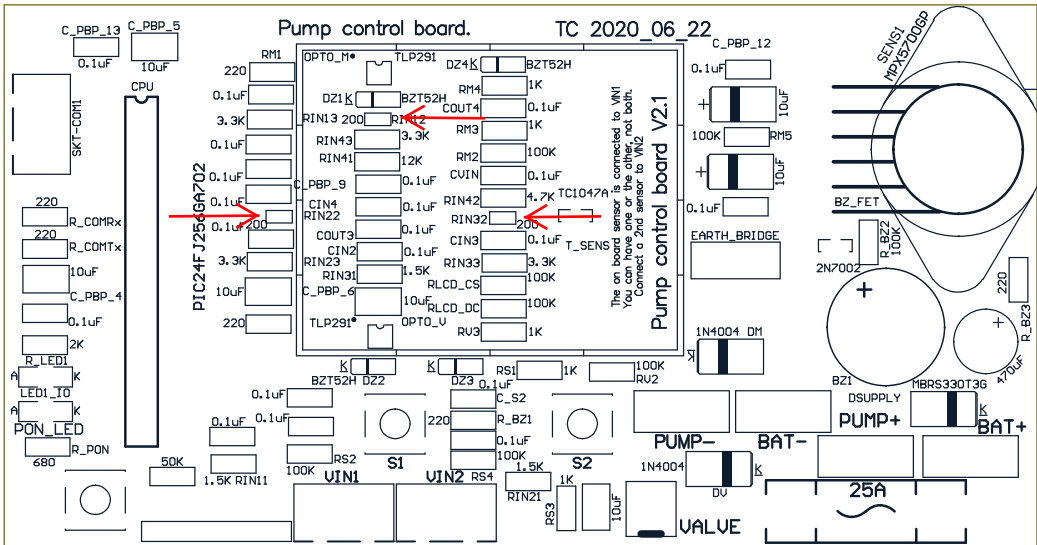 Pump control board.
TC 2020_06_22
C_PBP_13
0.1uF
C_PBP_5
10uF
SKT-COM1
CPU
PIC24FJ256GA702
220
R_COMRx
220
R_COMTx
10uF
C_PBP_4
0.1uF
2K
R_LED1
A
K
LED1_IO
A
K
PON_LED
R_PON
680
RM1
220
0.1uF
3.3K
0.1uF
0.1uF
0.1uF
0.1uF
200
3.3K
10uF
220
OPTO_M
TLP291
DZ1
K
BZT52H
RIN13
200
RIN12
RIN43
3.3K
RIN41
12K
C_PBP_9
0.1uF
CIN4
0.1uF
RIN22
COUT3
0.1uF
CIN2
0.1uF
RIN23
RIN31
1.5K
C_PBP_6
10uF
TLP291
OPTO_V
DZ4
K
BZT52H
RM4
1K
COUT4
0.1uF
RM3
1K
RM2
100K
CVIN
0.1uF
RIN42
4.7K
RIN32
200
CIN3
0.1uF
RIN33
3.3K
RLCD_CS
100K
RLCD_DC
100K
RV3
1K
TC1047A
T_SENS
The on board sensor is connected to VIN1
You can have one or the other, not both.
Connect a 2nd sensor to VIN2
Pump control board V2.1
C_PBP_12
0.1uF
+
10uF
100K
RM5
+
10uF
0.1uF
EARTH_BRIDGE
SENS1
MPX5700GP
BZ_FET
2N7002
R_BZ2
100K
220
R_BZ3
+
BZ1
+
470uF
1N4004 DM
K
K
BZT52H
DZ2
K
DZ3
RS1
1K
100K
RV2
0.1uF
0.1uF
0.1uF
RS2
100K
0.1uF
C_S2
220
R_BZ1
0.1uF
100K
RS4
S1
S2
50K
0.1uF
1.5K RIN11
VIN1
VIN2
1.5K
RIN21
1K
RS3
10uF
VALVE
1N4004
K
DV
PUMP-
BAT-
DSUPPLY
MBRS330T3G
K
PUMP+
BAT+
25A